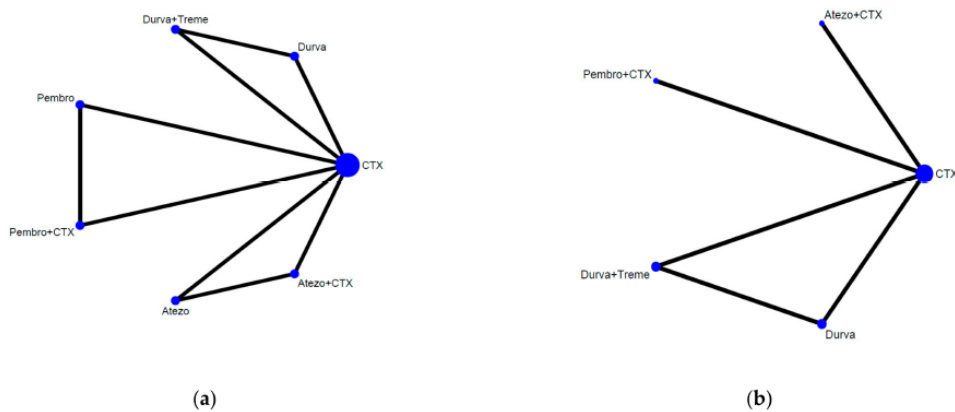 Durva+Treme
Durva
Pembro
CTX
Pembro+CTX
Atezo+CTX
Atezo
(a)
Atezo+CTX
Pembro+CTX
CTX
Durva+Treme
Durva
(b)